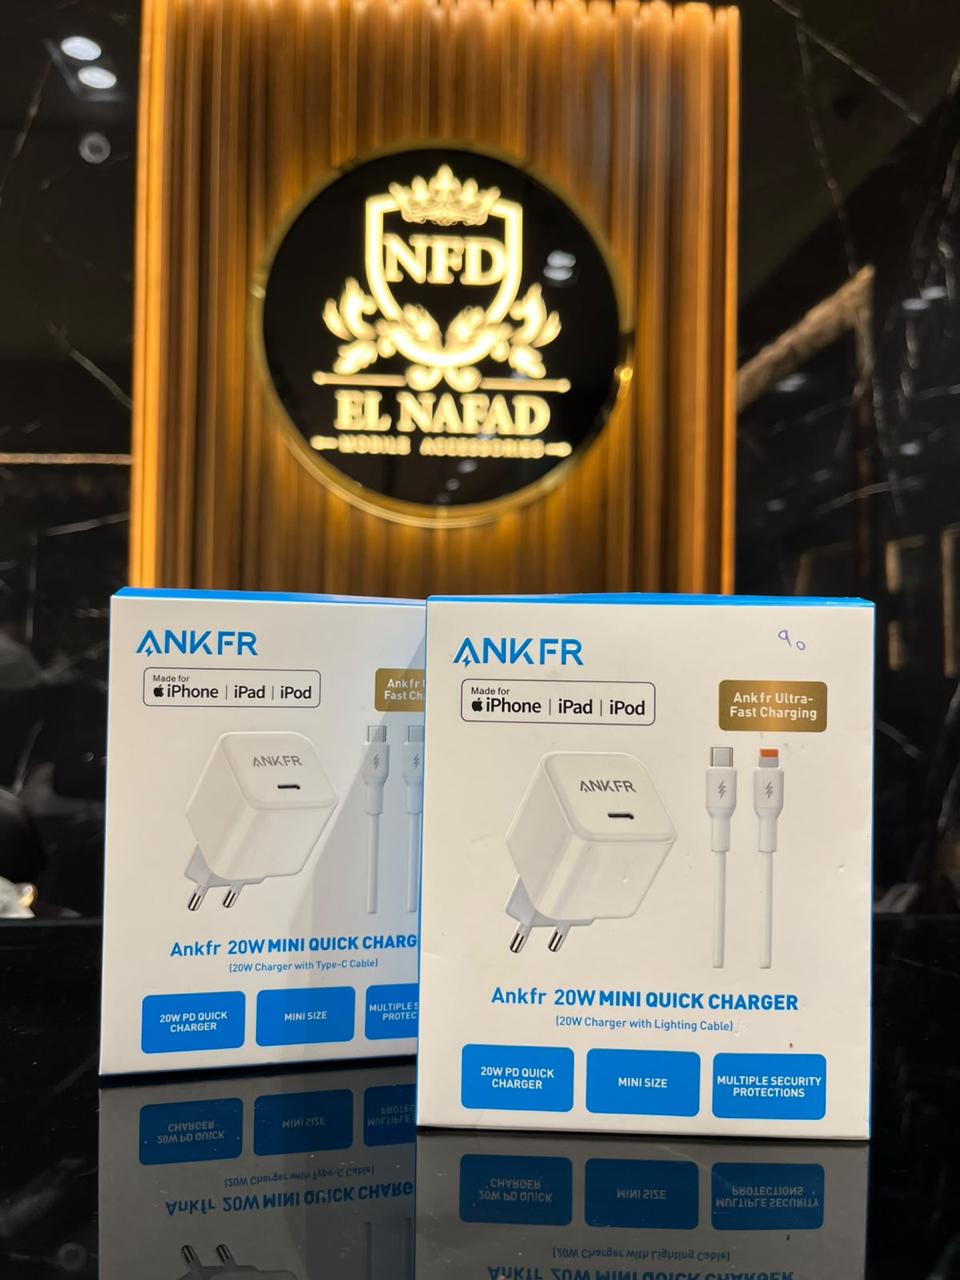 NFD
EL NAFAD
MOBILE ACCESSORIES
ANKFR
Made for
iPhone | iPad | iPod
Ankfr
Fast
ANKFR
Ankfr 20W MINI QUICK CHARG
(20W Charger with Type-C Cable)
20W PD QUICK
CHARGER
MINI SIZE
MULTIPLE S
PROTEC
ANKFR
90
Made for
iPhone | iPad | iPod
Ankfr Ultra-
Fast Charging
ANKFR
Ankfr 20W MINI QUICK CHARGER
(20W Charger with Lighting Cable)
20W PD QUICK
CHARGER
MINI SIZE
MULTIPLE SECURITY
PROTECTIONS